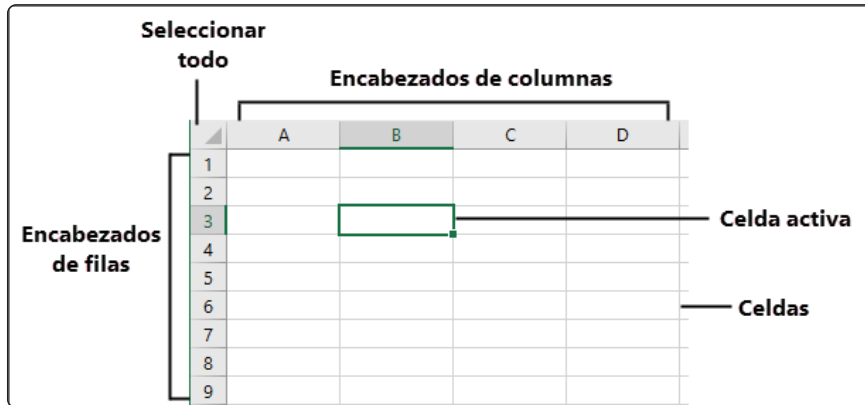 Seleccionar
todo
Encabezados de columnas
A B C D
1
2
3
Celda activa
Encabezados
de filas
4
5
6
Celdas
7
8
9